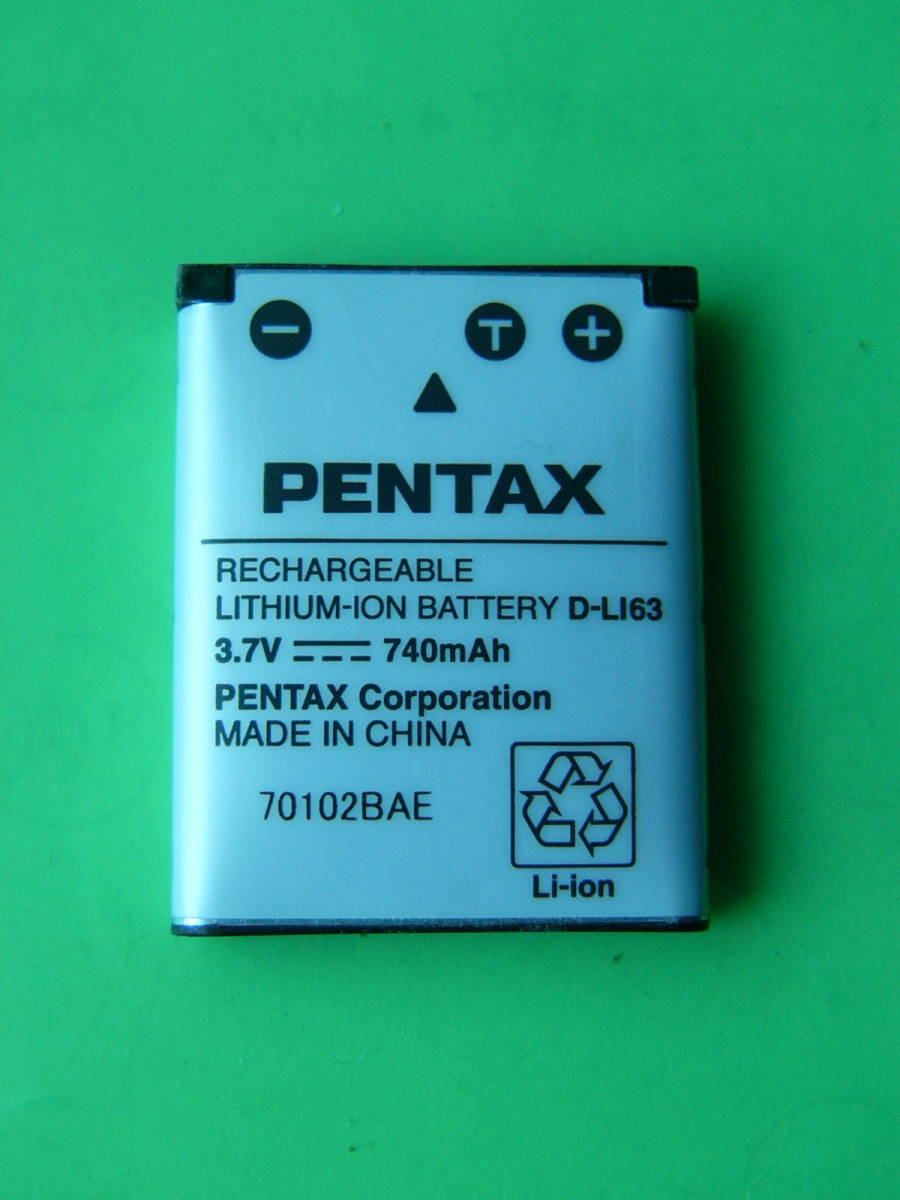 − T +
PENTAX
RECHARGEABLE
LITHIUM-ION BATTERY D-LI63
3.7V ⎓ 740mAh
PENTAX Corporation
MADE IN CHINA
70102BAE
Li-ion